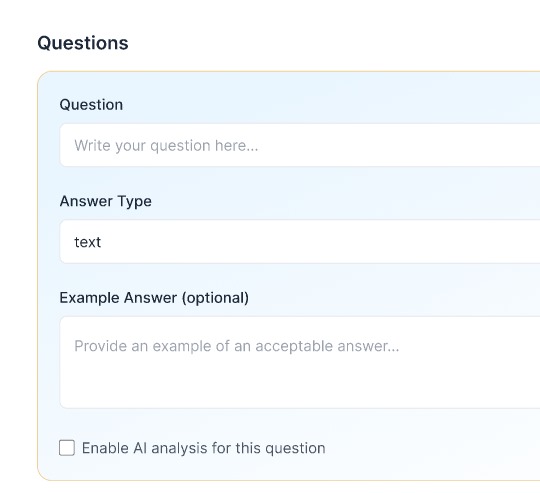 Questions
Question
Write your question here...
Answer Type
text
Example Answer (optional)
Provide an example of an acceptable answer...
Enable AI analysis for this question